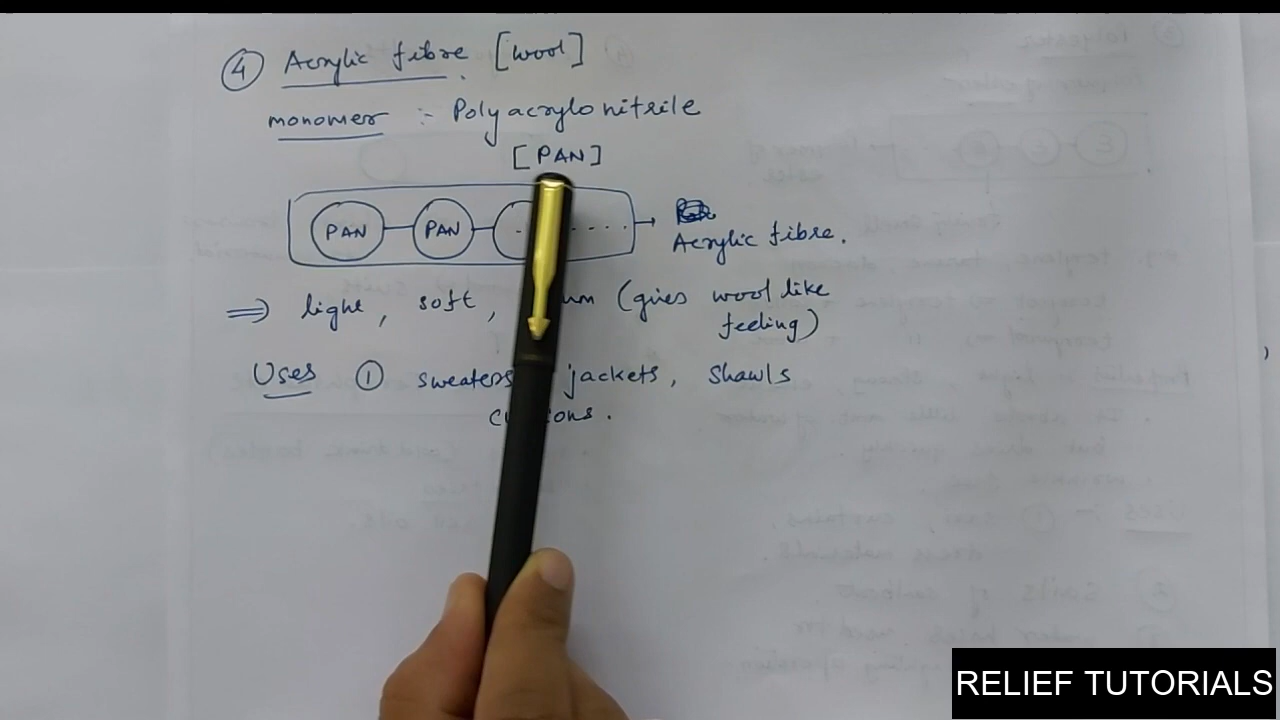 ④ Acrylic fibre [wool]
monomer :- Polyacrylonitrile
[PAN]
PAN PAN ..... → Acrylic fibre.
⇒ light, soft, (gives wool like
feeling)
Uses ① sweaters jackets, shawls
RELIEF TUTORIALS